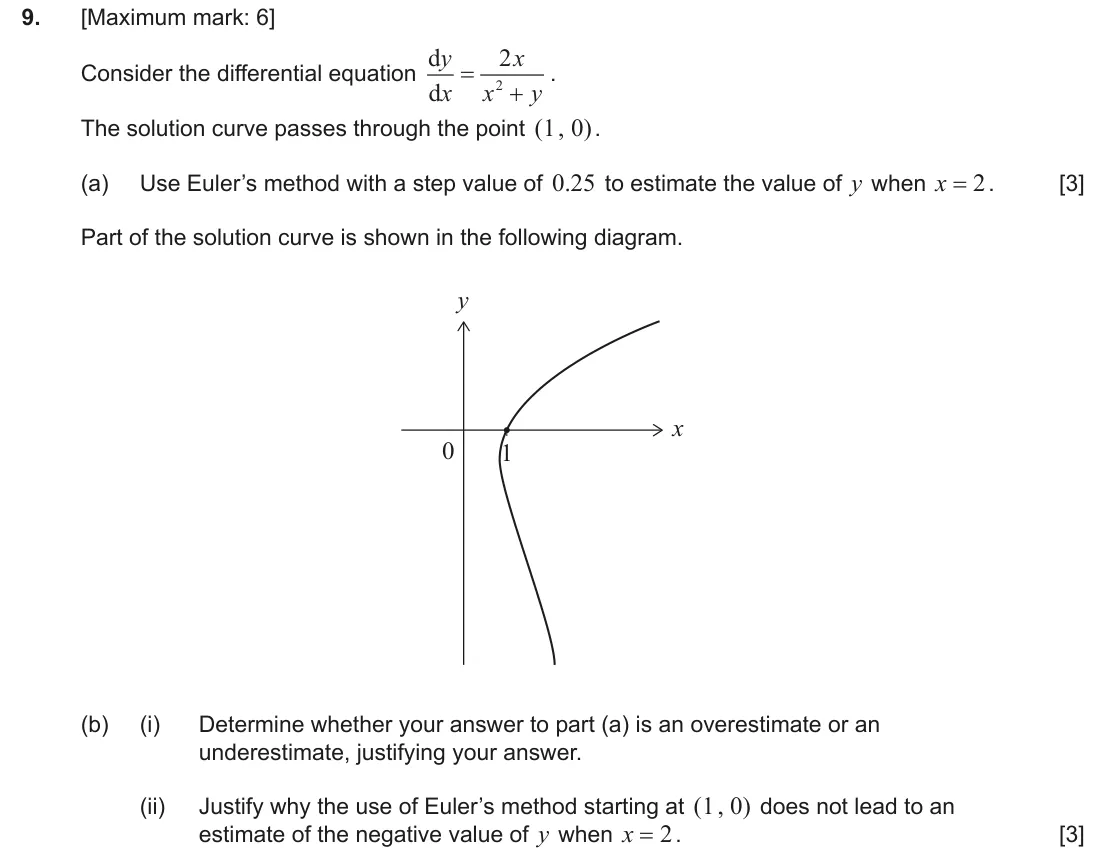 9. [Maximum mark: 6]
Consider the differential equation dy/dx = 2x/(x² + y) .
The solution curve passes through the point (1, 0).
(a) Use Euler’s method with a step value of 0.25 to estimate the value of y when x = 2. [3]
Part of the solution curve is shown in the following diagram.
y
x
0
1
(b) (i) Determine whether your answer to part (a) is an overestimate or an
underestimate, justifying your answer.
(ii) Justify why the use of Euler’s method starting at (1, 0) does not lead to an
estimate of the negative value of y when x = 2. [3]